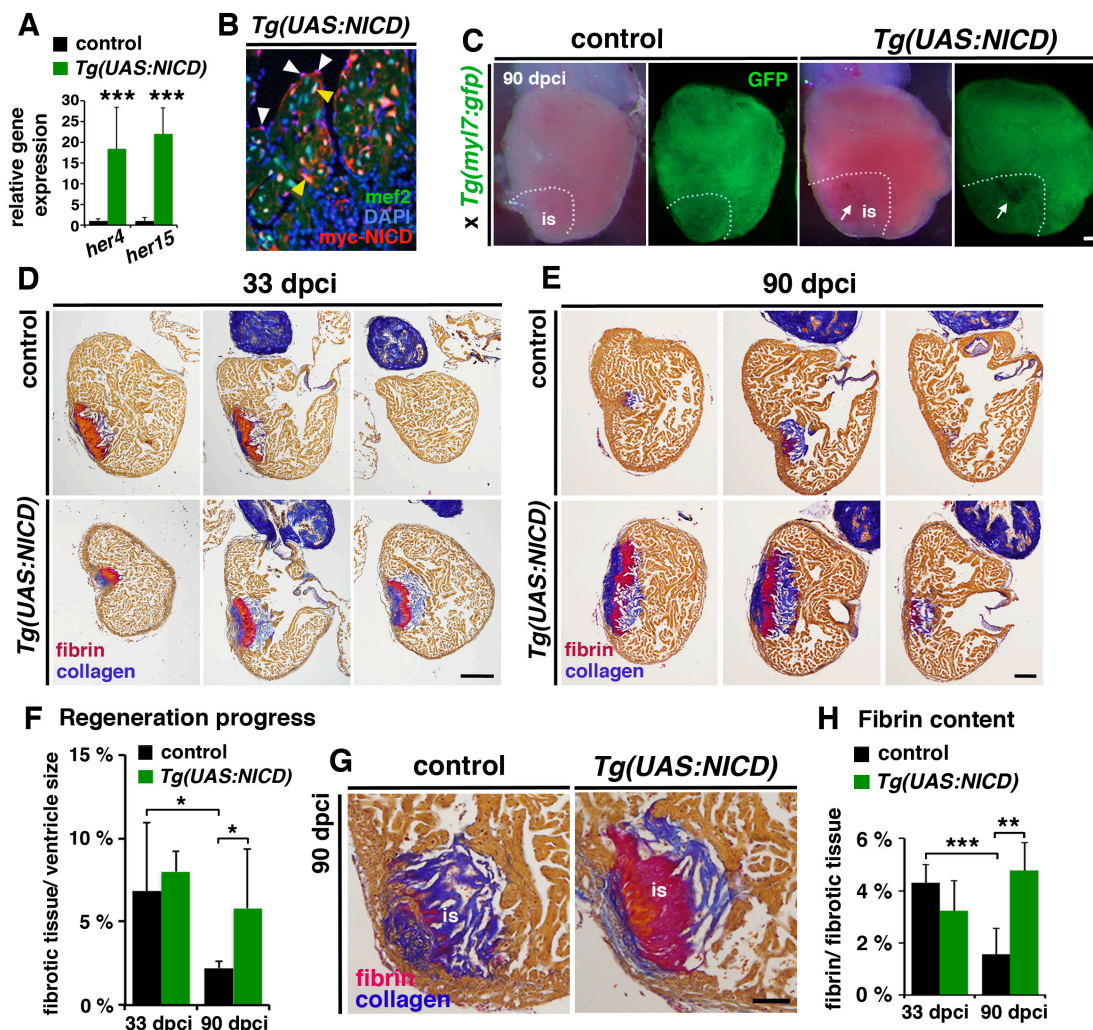 A
control
Tg(UAS:NICD)
*** ***
relative gene
expression
30
25
20
15
10
5
0
her4
her15
B
Tg(UAS:NICD)
mef2
DAPI
myc-NICD
C
control
Tg(UAS:NICD)
x Tg(myl7:gfp)
90 dpci
GFP
is
is
D
33 dpci
control
Tg(UAS:NICD)
fibrin
collagen
E
90 dpci
control
Tg(UAS:NICD)
fibrin
collagen
F Regeneration progress
control
Tg(UAS:NICD)
fibrotic tissue/ ventricle size
15 %
10 %
5 %
0 %
*
*
33 dpci 90 dpci
G
control
Tg(UAS:NICD)
90 dpci
is
is
fibrin
collagen
H Fibrin content
control
Tg(UAS:NICD)
fibrin/ fibrotic tissue
6 %
4 %
2 %
0 %
***
**
33 dpci 90 dpci